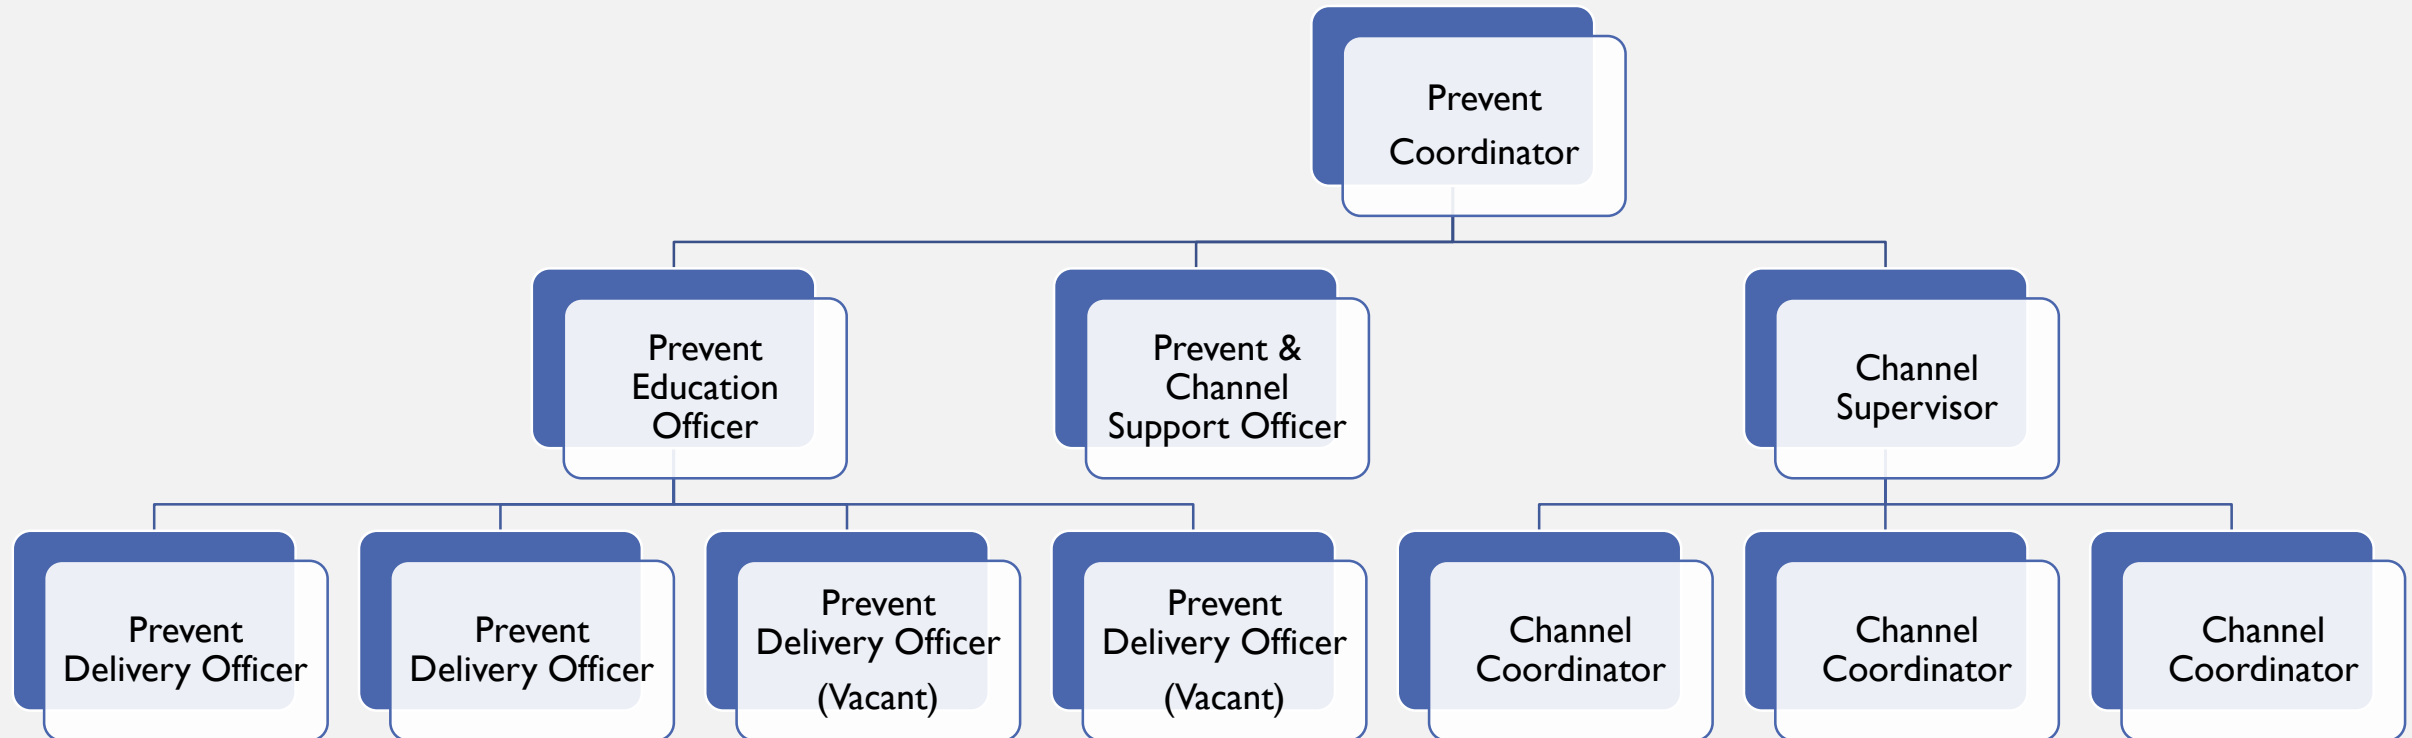 Prevent
Coordinator
Prevent
Education
Officer
Prevent &
Channel
Support Officer
Channel
Supervisor
Prevent
Delivery Officer
Prevent
Delivery Officer
Prevent
Delivery Officer
(Vacant)
Prevent
Delivery Officer
(Vacant)
Channel
Coordinator
Channel
Coordinator
Channel
Coordinator